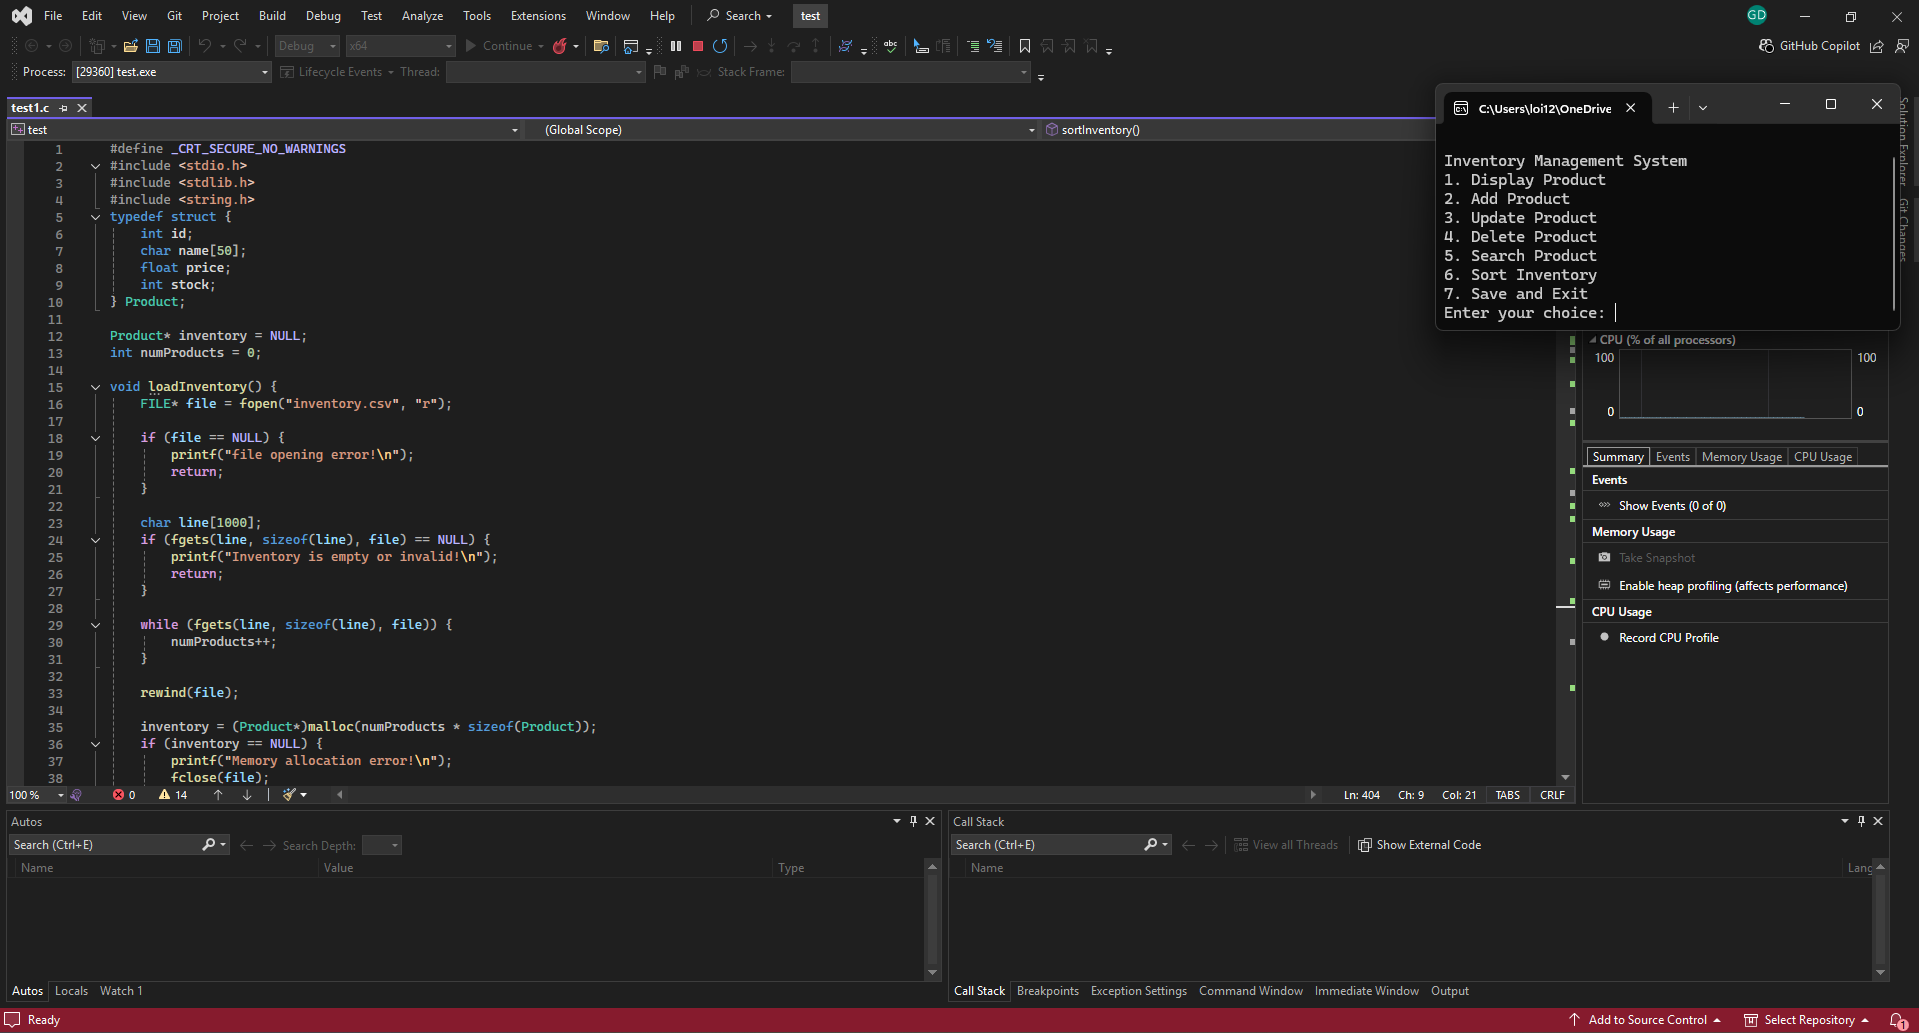 File Edit View Git Project Build Debug Test Analyze Tools Extensions Window Help Search test GD
Debug x64 Continue abc GitHub Copilot
Process: [29360] test.exe Lifecycle Events Thread: Stack Frame:
test1.c
test (Global Scope) sortInventory()
1 #define _CRT_SECURE_NO_WARNINGS
2 #include <stdio.h>
3 #include <stdlib.h>
4 #include <string.h>
5 typedef struct {
6 int id;
7 char name[50];
8 float price;
9 int stock;
10 } Product;
11
12 Product* inventory = NULL;
13 int numProducts = 0;
14
15 void loadInventory() {
16 FILE* file = fopen("inventory.csv", "r");
17
18 if (file == NULL) {
19 printf("file opening error!\n");
20 return;
21 }
22
23 char line[1000];
24 if (fgets(line, sizeof(line), file) == NULL) {
25 printf("Inventory is empty or invalid!\n");
26 return;
27 }
28
29 while (fgets(line, sizeof(line), file)) {
30 numProducts++;
31 }
32
33 rewind(file);
34
35 inventory = (Product*)malloc(numProducts * sizeof(Product));
36 if (inventory == NULL) {
37 printf("Memory allocation error!\n");
38 fclose(file);
100 % 0 14 Ln: 404 Ch: 9 Col: 21 TABS CRLF
C:\Users\loi12\OneDrive
Inventory Management System
1. Display Product
2. Add Product
3. Update Product
4. Delete Product
5. Search Product
6. Sort Inventory
7. Save and Exit
Enter your choice:
Solution Explorer
Git Changes
CPU (% of all processors)
100 100
0 0
Summary Events Memory Usage CPU Usage
Events
Show Events (0 of 0)
Memory Usage
Take Snapshot
Enable heap profiling (affects performance)
CPU Usage
Record CPU Profile
Autos
Search (Ctrl+E) Search Depth:
Name Value Type
Autos Locals Watch 1
Call Stack
Search (Ctrl+E) View all Threads Show External Code
Name Lang
Call Stack Breakpoints Exception Settings Command Window Immediate Window Output
Ready Add to Source Control Select Repository 1